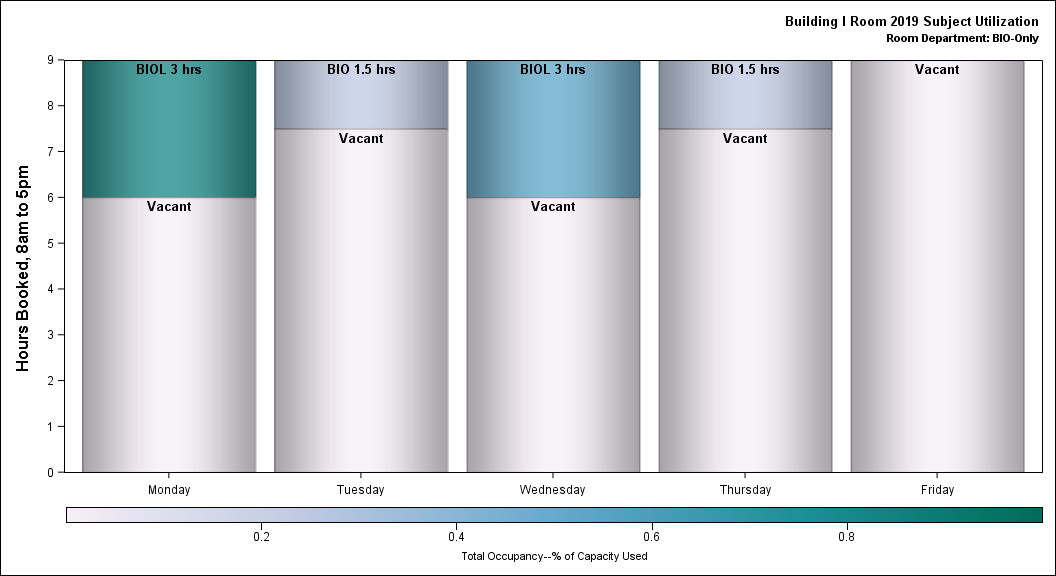 Building I Room 2019 Subject Utilization
Room Department: BIO-Only
Hours Booked, 8am to 5pm
9
8
7
6
5
4
3
2
1
0
BIOL 3 hrs
Vacant
BIO 1.5 hrs
Vacant
BIOL 3 hrs
Vacant
BIO 1.5 hrs
Vacant
Vacant
Monday Tuesday Wednesday Thursday Friday
0.2 0.4 0.6 0.8
Total Occupancy--% of Capacity Used